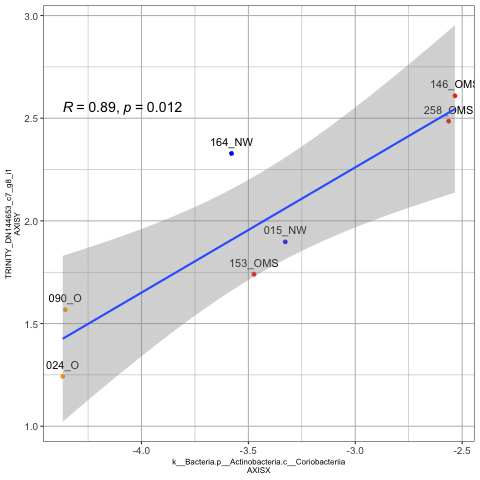 3.0
2.5
2.0
1.5
1.0
TRINITY_DN144653_c7_g8_i1
AXISY
R = 0.89, p = 0.012
146_OMS
258_OMS
164_NW
015_NW
153_OMS
090_O
024_O
-4.0
-3.5
-3.0
-2.5
k__Bacteria.p__Actinobacteria.c__Coriobacteriia
AXISX